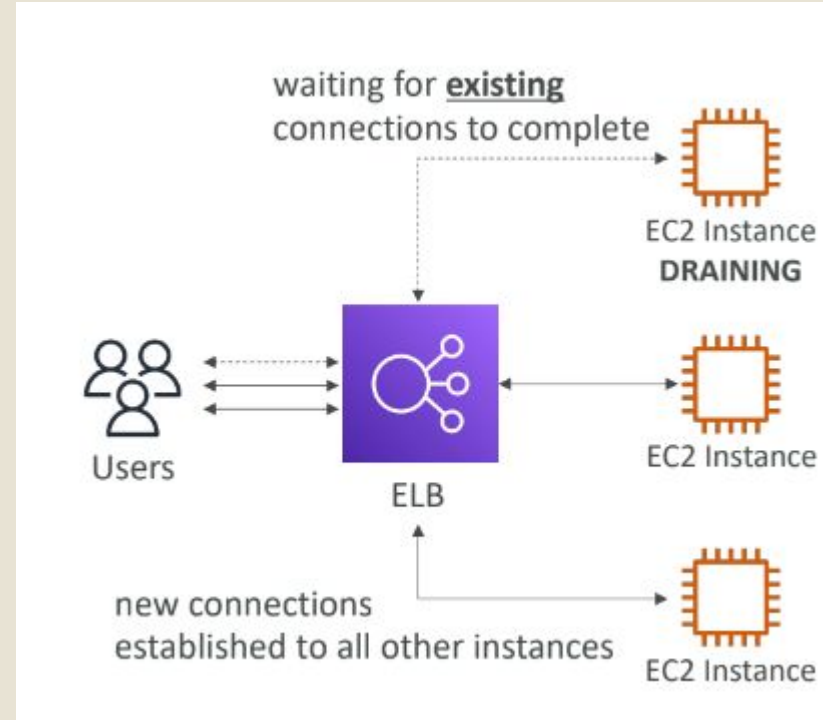 waiting for existing
connections to complete
EC2 Instance
DRAINING
Users
ELB
EC2 Instance
new connections
established to all other instances
EC2 Instance